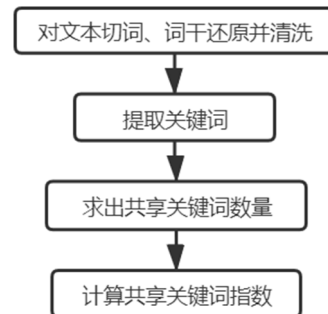 对文本切词、词干还原并清洗
提取关键词
求出共享关键词数量
计算共享关键词指数